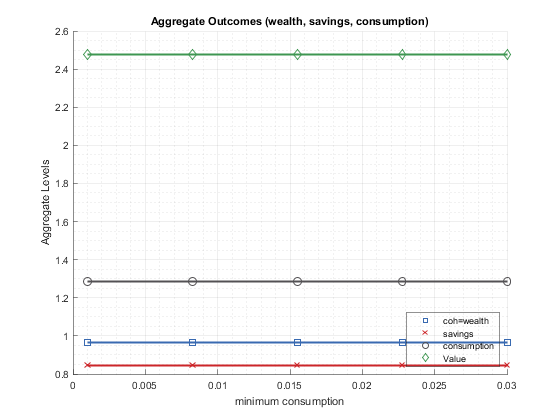 Aggregate Outcomes (wealth, savings, consumption)
2.6
2.4
2.2
2
1.8
1.6
1.4
1.2
1
0.8
Aggregate Levels
coh=wealth
savings
consumption
Value
0 0.005 0.01 0.015 0.02 0.025 0.03
minimum consumption